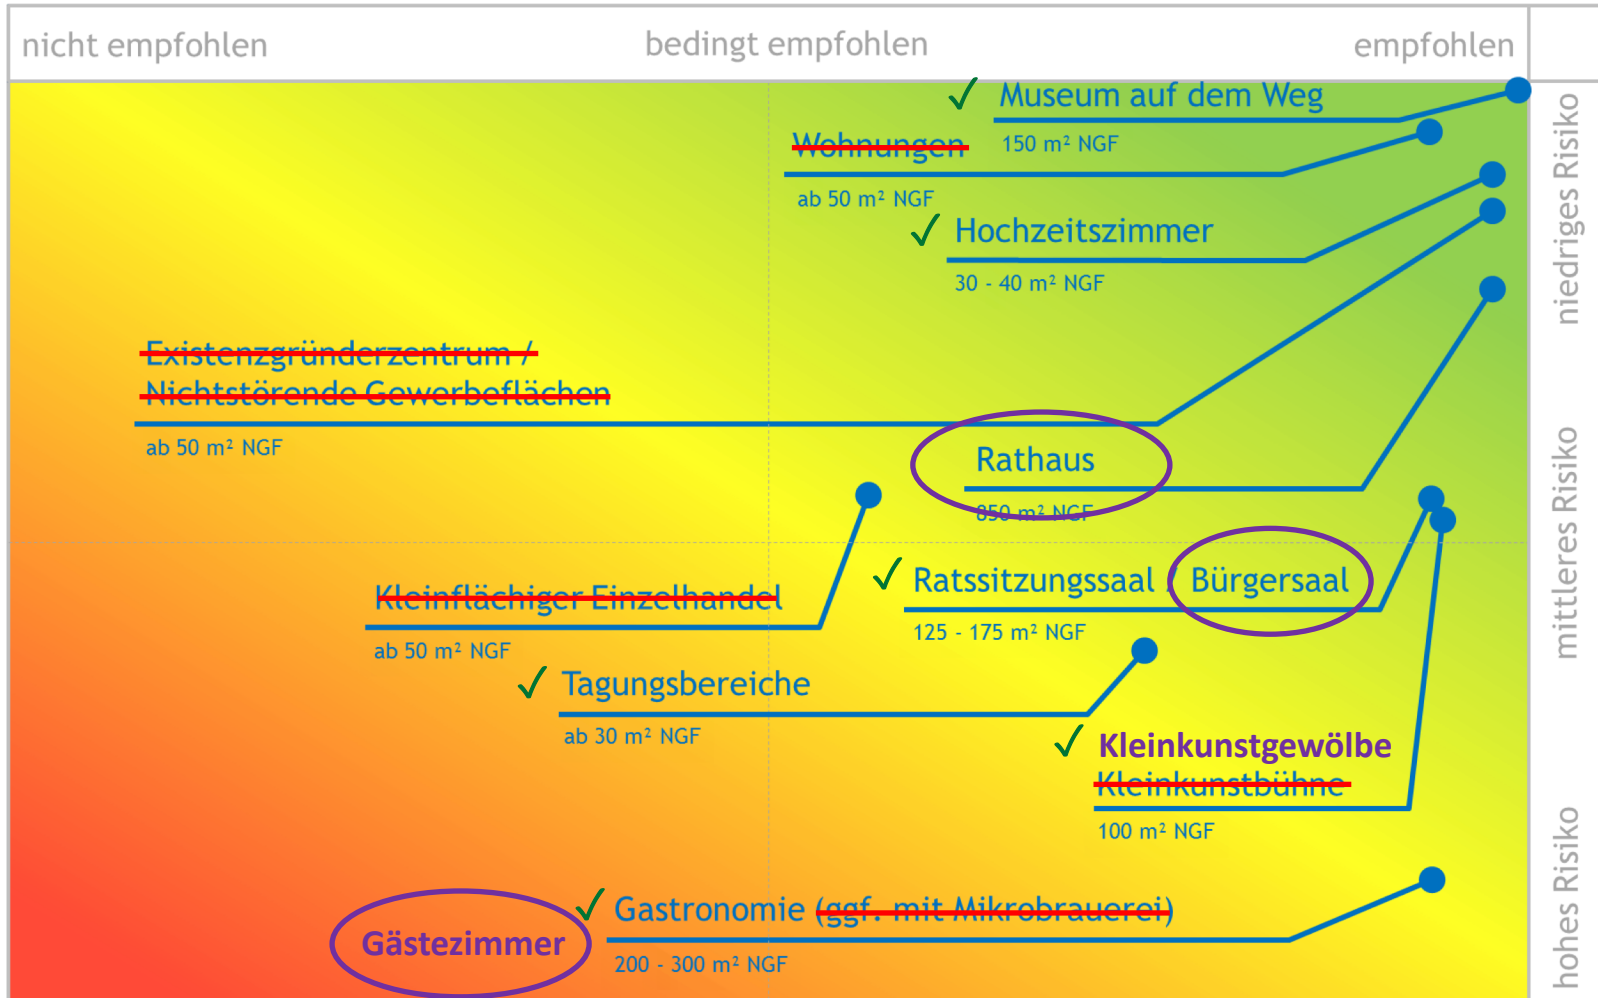 nicht empfohlen
bedingt empfohlen
empfohlen
Museum auf dem Weg
150 m² NGF
Wohnungen
ab 50 m² NGF
Hochzeitszimmer
30 - 40 m² NGF
Existenzgründerzentrum /
Nichtstörende Gewerbeflächen
ab 50 m² NGF
Rathaus
850 m² NGF
Kleinflächiger Einzelhandel
ab 50 m² NGF
Ratssitzungssaal / Bürgersaal
125 - 175 m² NGF
Tagungsbereiche
ab 30 m² NGF
Kleinkunstgewölbe
Kleinkunstbühne
100 m² NGF
Gastronomie (ggf. mit Mikrobrauerei)
200 - 300 m² NGF
Gästezimmer
niedriges Risiko
mittleres Risiko
hohes Risiko